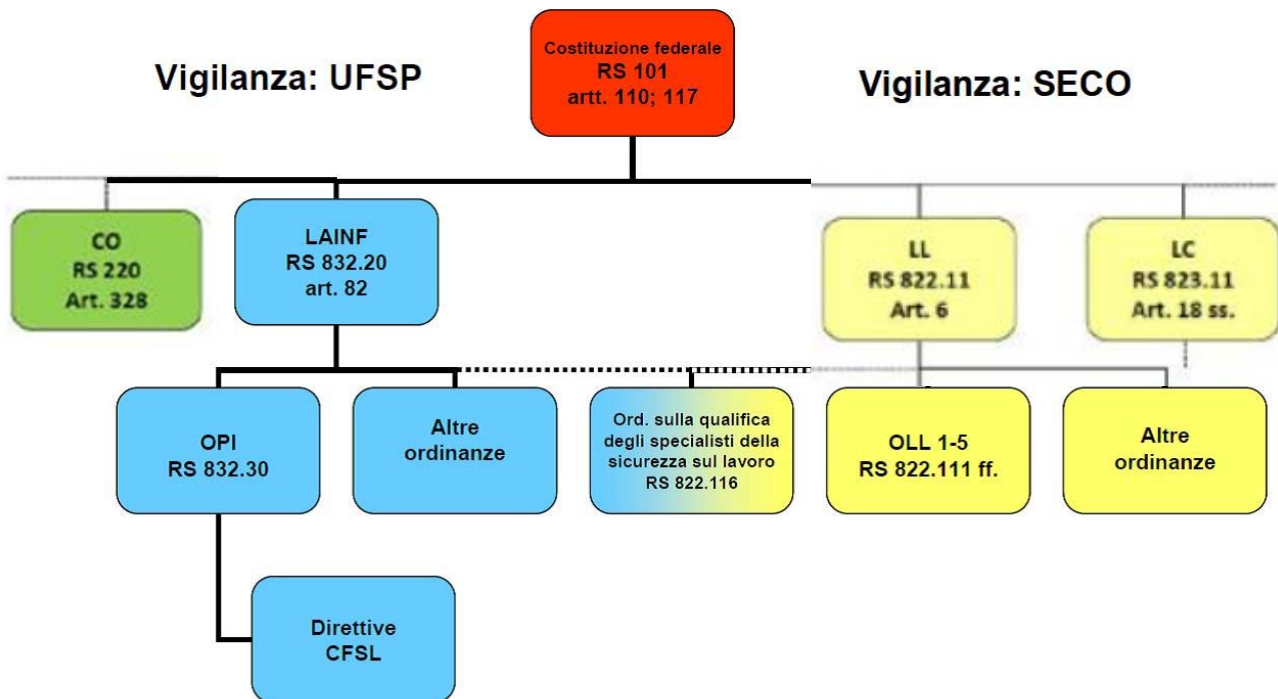 Costituzione federale
RS 101
artt. 110; 117
Vigilanza: UFSP
Vigilanza: SECO
CO
RS 220
Art. 328
LAINF
RS 832.20
art. 82
LL
RS 822.11
Art. 6
LC
RS 823.11
Art. 18 ss.
OPI
RS 832.30
Altre
ordinanze
Ord. sulla qualifica
degli specialisti della
sicurezza sul lavoro
RS 822.116
OLL 1-5
RS 822.111 ff.
Altre
ordinanze
Direttive
CFSL